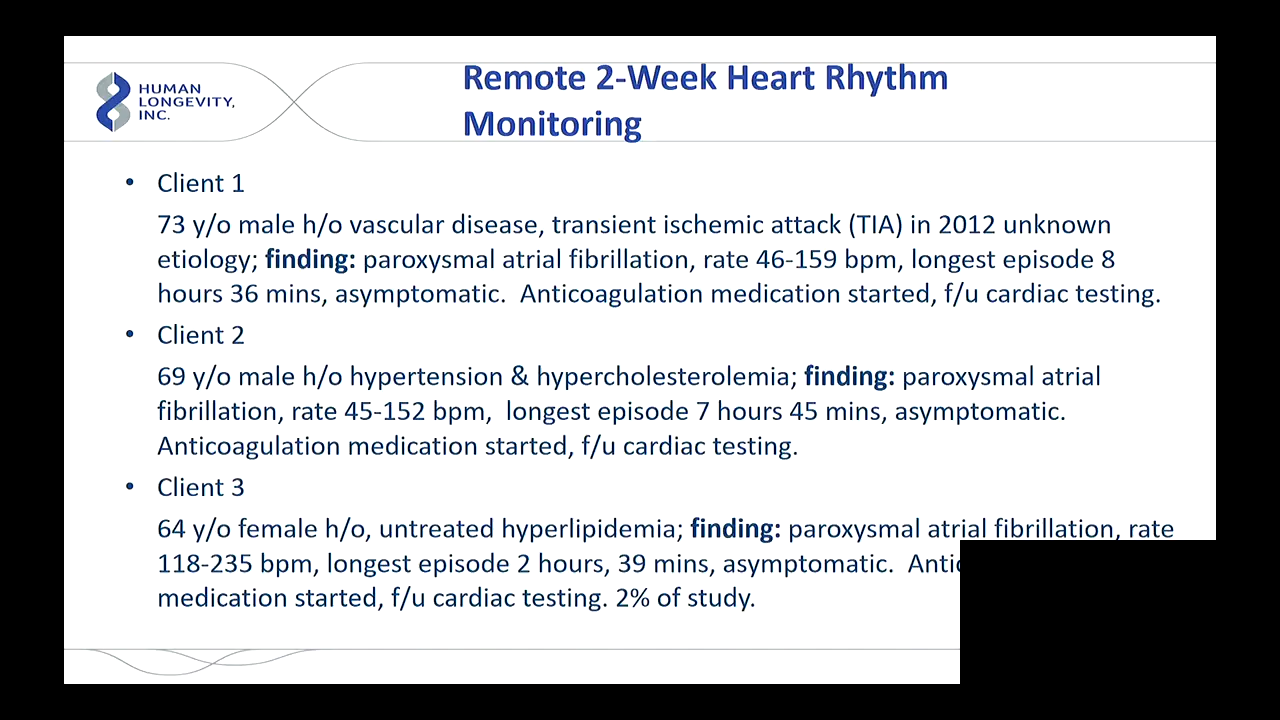 HUMAN
LONGEVITY,
INC.
Remote 2-Week Heart Rhythm
Monitoring
• Client 1
73 y/o male h/o vascular disease, transient ischemic attack (TIA) in 2012 unknown
etiology; finding: paroxysmal atrial fibrillation, rate 46-159 bpm, longest episode 8
hours 36 mins, asymptomatic.  Anticoagulation medication started, f/u cardiac testing.
• Client 2
69 y/o male h/o hypertension & hypercholesterolemia; finding: paroxysmal atrial
fibrillation, rate 45-152 bpm,  longest episode 7 hours 45 mins, asymptomatic.
Anticoagulation medication started, f/u cardiac testing.
• Client 3
64 y/o female h/o, untreated hyperlipidemia; finding: paroxysmal atrial fibrillation, rate
118-235 bpm, longest episode 2 hours, 39 mins, asymptomatic.
medication started, f/u cardiac testing. 2% of study.